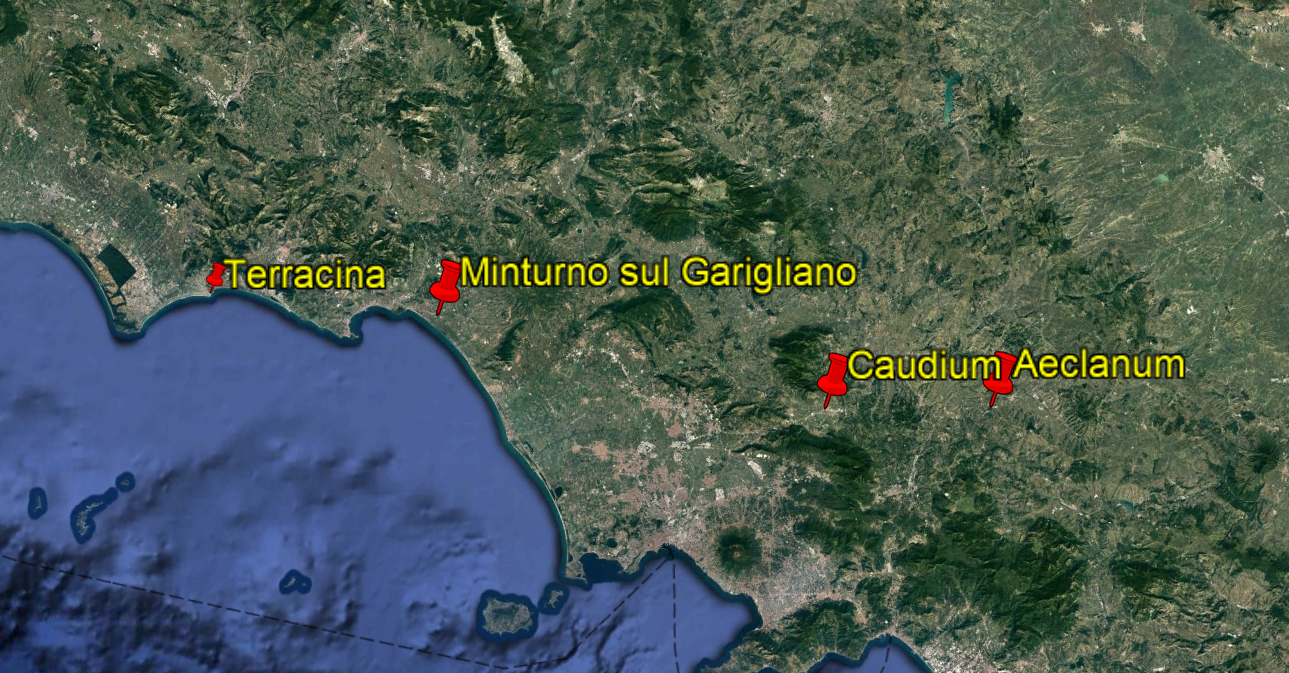 Terracina
Minturno sul Garigliano
Caudium
Aeclanum